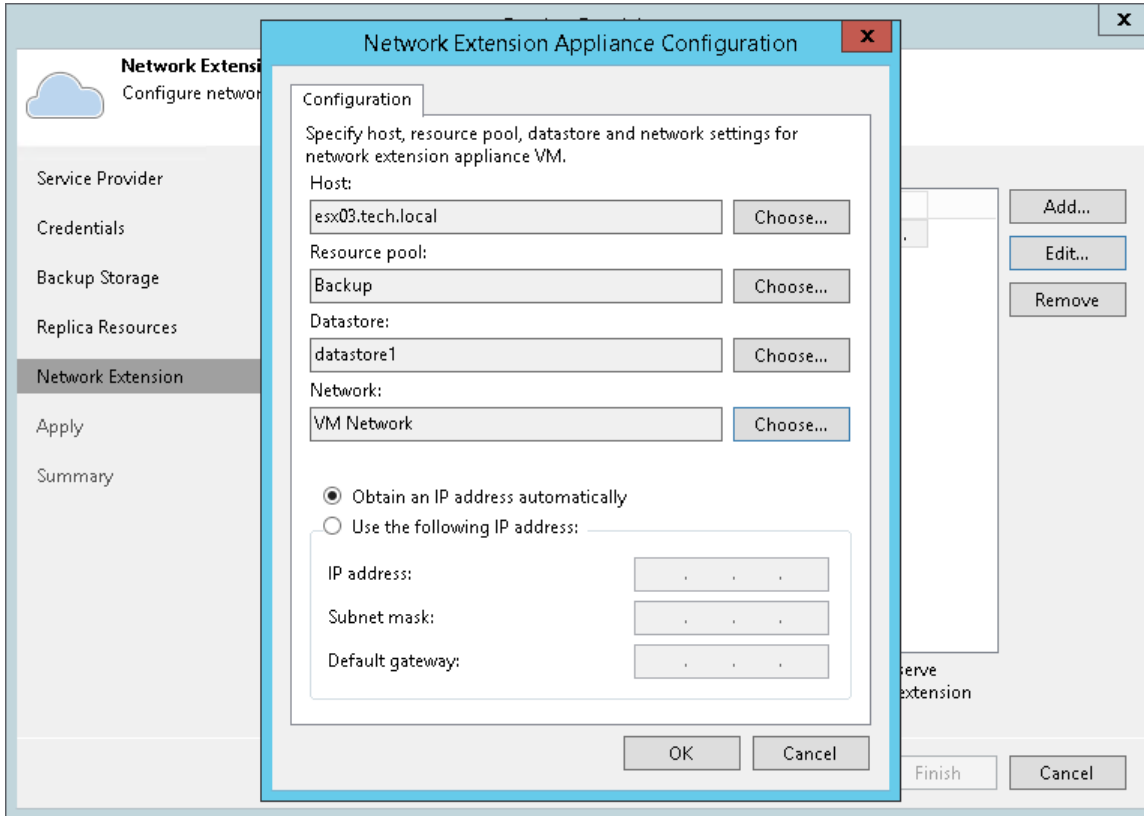 x
Network Extension Appliance Configuration
x
Network Extensi
Configure networ
Configuration
Specify host, resource pool, datastore and network settings for
network extension appliance VM.
Host:
esx03.tech.local
Choose...
Resource pool:
Backup
Choose...
Datastore:
datastore1
Choose...
Network:
VM Network
Choose...
Obtain an IP address automatically
Use the following IP address:
IP address:
. . .
Subnet mask:
. . .
Default gateway:
. . .
OK
Cancel
Service Provider
Credentials
Backup Storage
Replica Resources
Network Extension
Apply
Summary
Add...
Edit...
Remove
serve
extension
Finish
Cancel